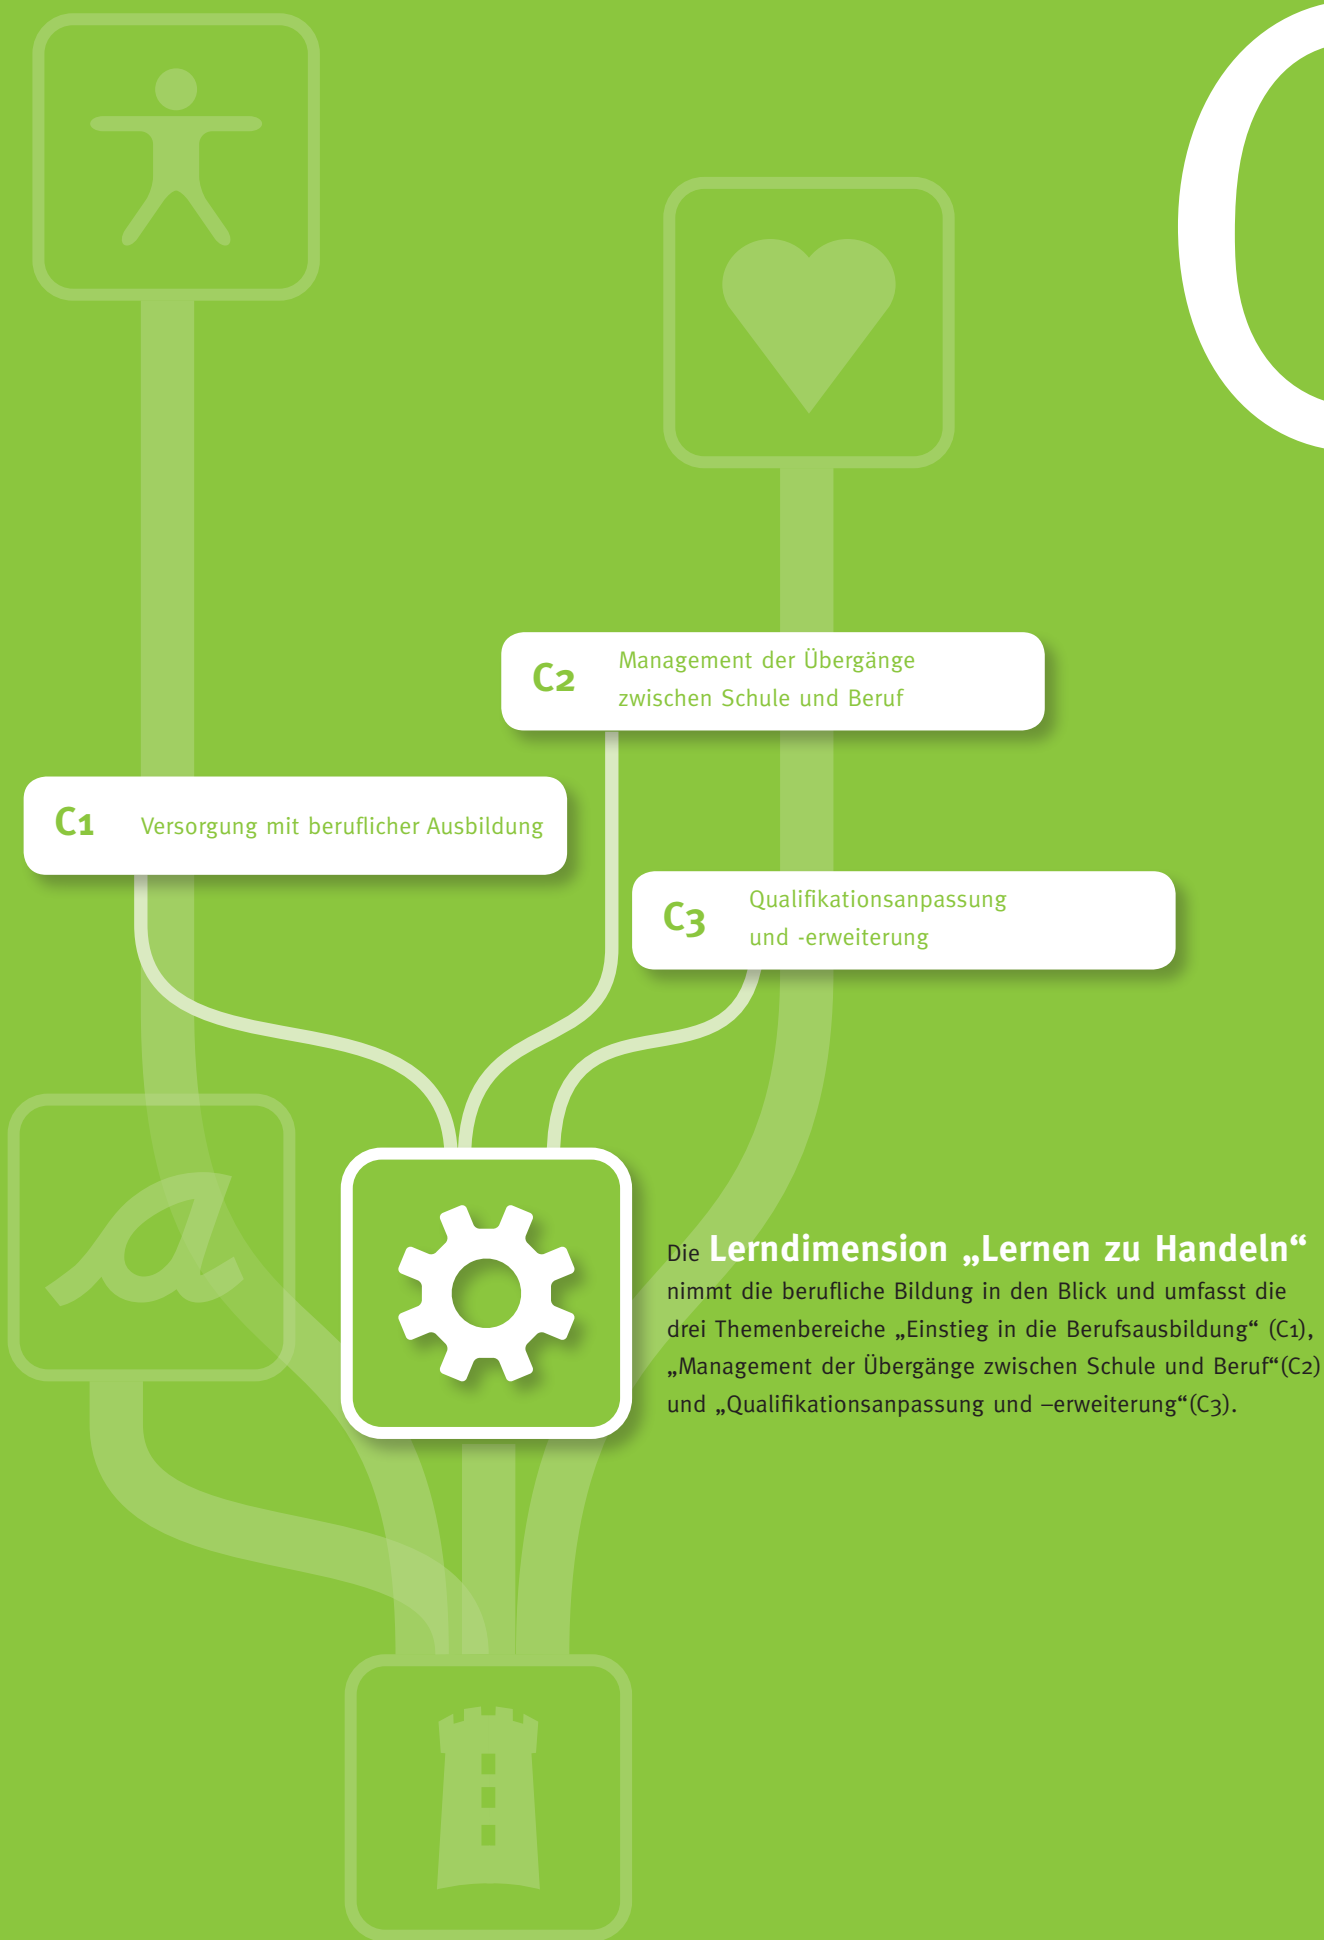 C
C2
Management der Übergänge
zwischen Schule und Beruf
C1
Versorgung mit beruflicher Ausbildung
C3
Qualifikationsanpassung
und -erweiterung
Die Lerndimension „Lernen zu Handeln“
nimmt die berufliche Bildung in den Blick und umfasst die
drei Themenbereiche „Einstieg in die Berufsausbildung“ (C1),
„Management der Übergänge zwischen Schule und Beruf“(C2)
und „Qualifikationsanpassung und –erweiterung“(C3).
a